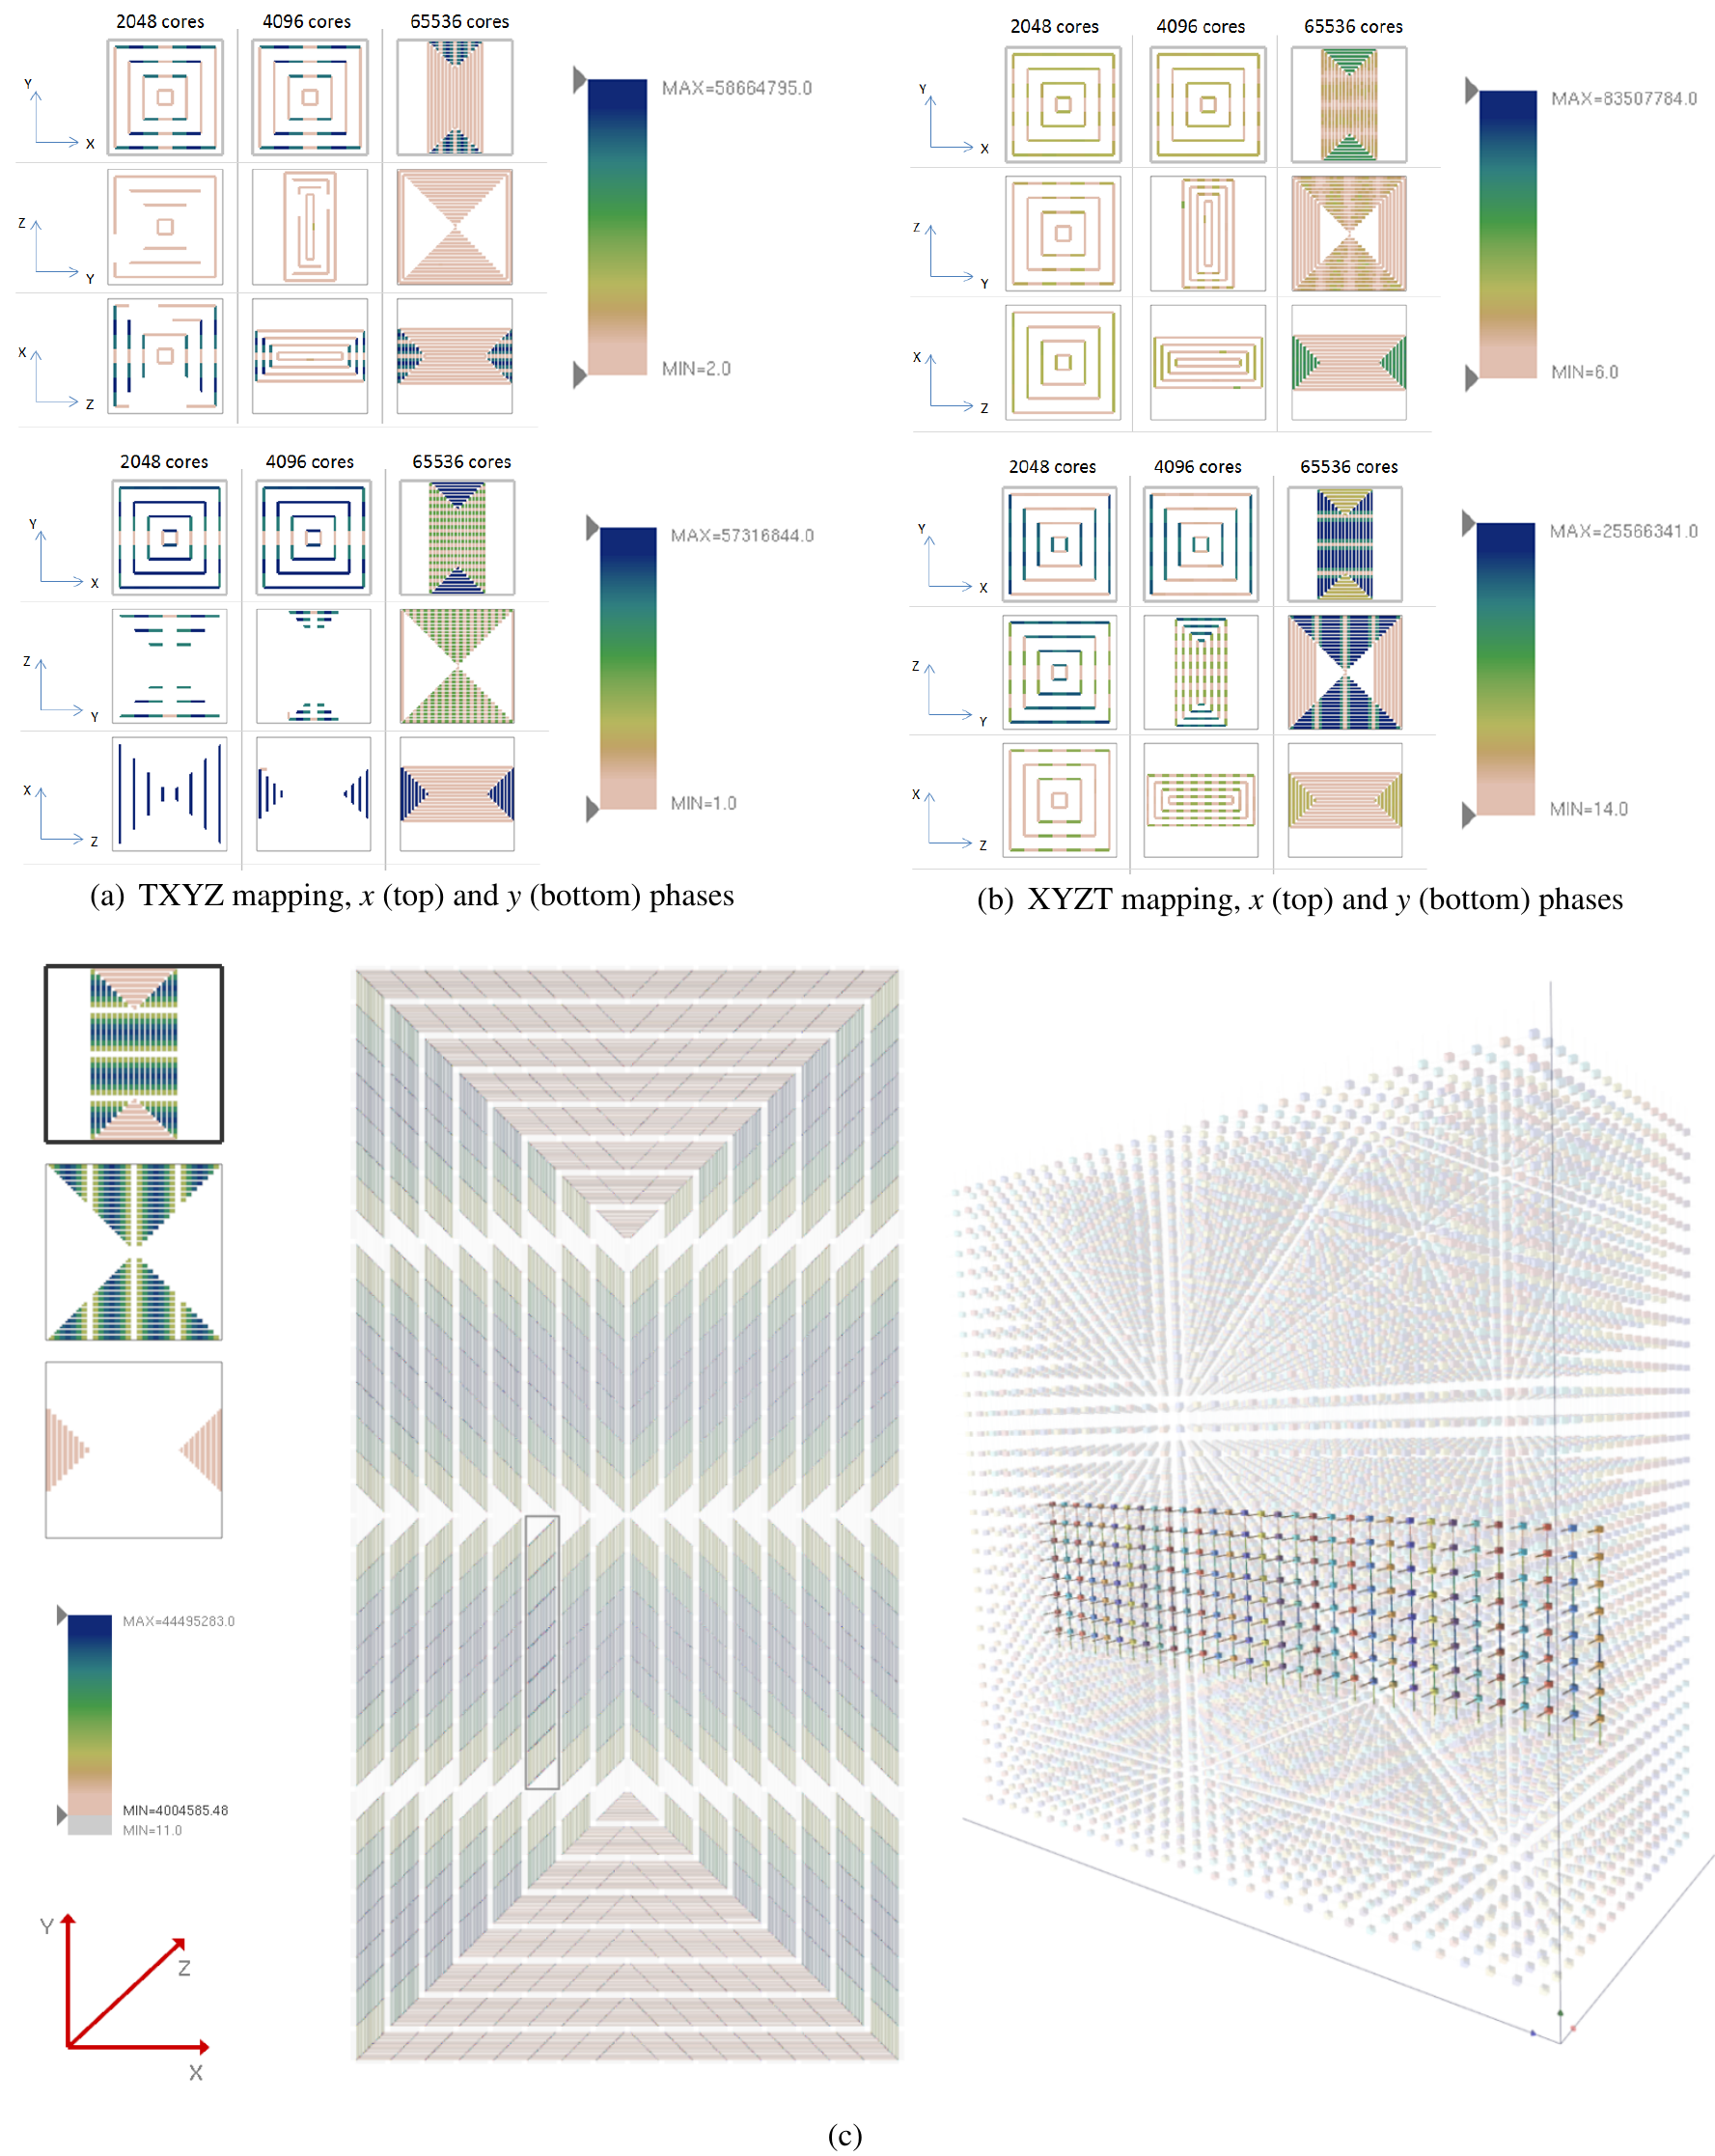 2048 cores 4096 cores 65536 cores
Y
X
Z
Y
X
Z
MAX=58664795.0
MIN=2.0
2048 cores 4096 cores 65536 cores
Y
X
Z
Y
X
Z
MAX=57316844.0
MIN=1.0
(a) TXYZ mapping, x (top) and y (bottom) phases
2048 cores 4096 cores 65536 cores
Y
X
Z
Y
X
Z
MAX=83507784.0
MIN=6.0
2048 cores 4096 cores 65536 cores
Y
X
Z
Y
X
Z
MAX=25566341.0
MIN=14.0
(b) XYZT mapping, x (top) and y (bottom) phases
MAX=44495283.0
MIN=4004585.48
MIN=11.0
Y
Z
X
(c)